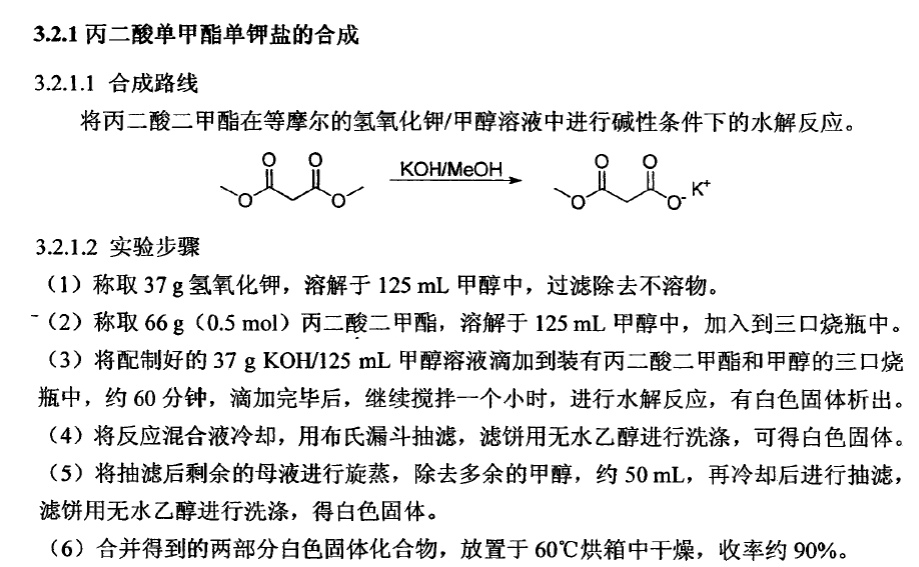 3.2.1 丙二酸单甲酯单钾盐的合成
3.2.1.1 合成路线
将丙二酸二甲酯在等摩尔的氢氧化钾/甲醇溶液中进行碱性条件下的水解反应。
O O KOH/MeOH O O
O O O O- K+
3.2.1.2 实验步骤
（1）称取 37 g 氢氧化钾，溶解于 125 mL 甲醇中，过滤除去不溶物。
（2）称取 66 g（0.5 mol）丙二酸二甲酯，溶解于 125 mL 甲醇中，加入到三口烧瓶中。
（3）将配制好的 37 g KOH/125 mL 甲醇溶液滴加到装有丙二酸二甲酯和甲醇的三口烧
瓶中，约 60 分钟，滴加完毕后，继续搅拌一个小时，进行水解反应，有白色固体析出。
（4）将反应混合液冷却，用布氏漏斗抽滤，滤饼用无水乙醇进行洗涤，可得白色固体。
（5）将抽滤后剩余的母液进行旋蒸，除去多余的甲醇，约 50 mL，再冷却后进行抽滤，
滤饼用无水乙醇进行洗涤，得白色固体。
（6）合并得到的两部分白色固体化合物，放置于 60℃烘箱中干燥，收率约 90%。